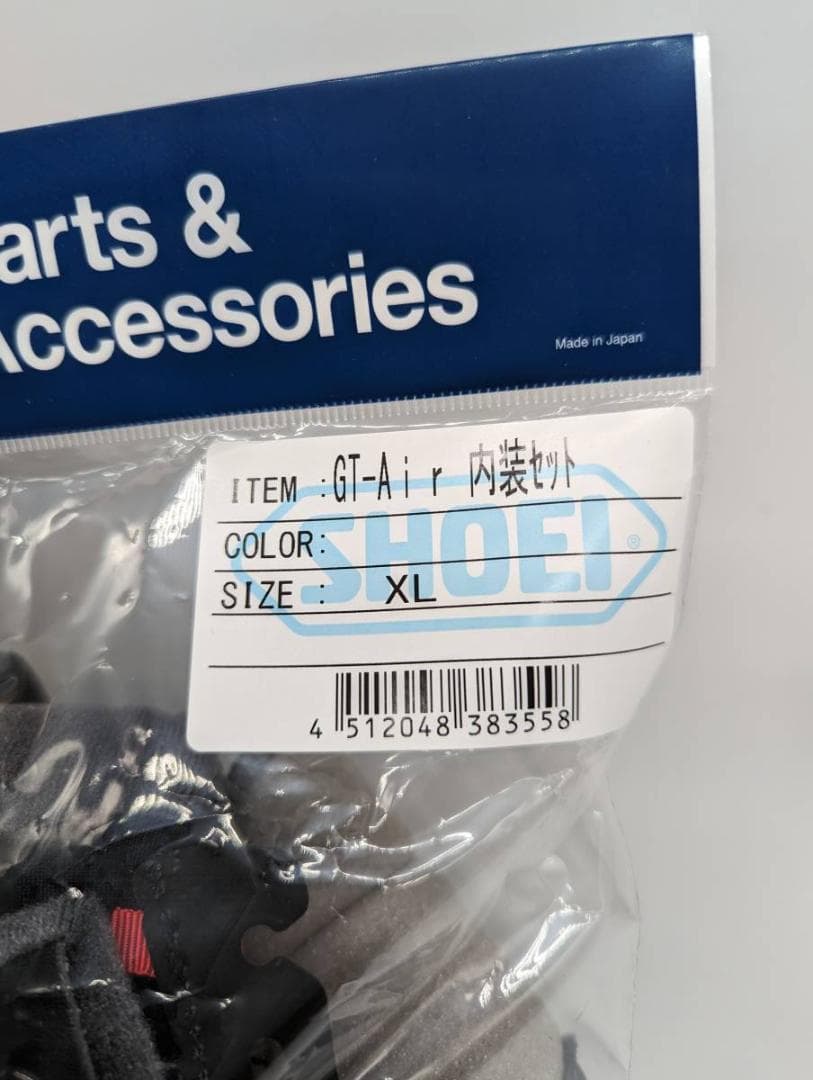 arts &
Accessories
Made in Japan
ITEM :GT-Air 内装ｾｯﾄ
COLOR:
SHOEI®
SIZE : XL
4 512048 383558